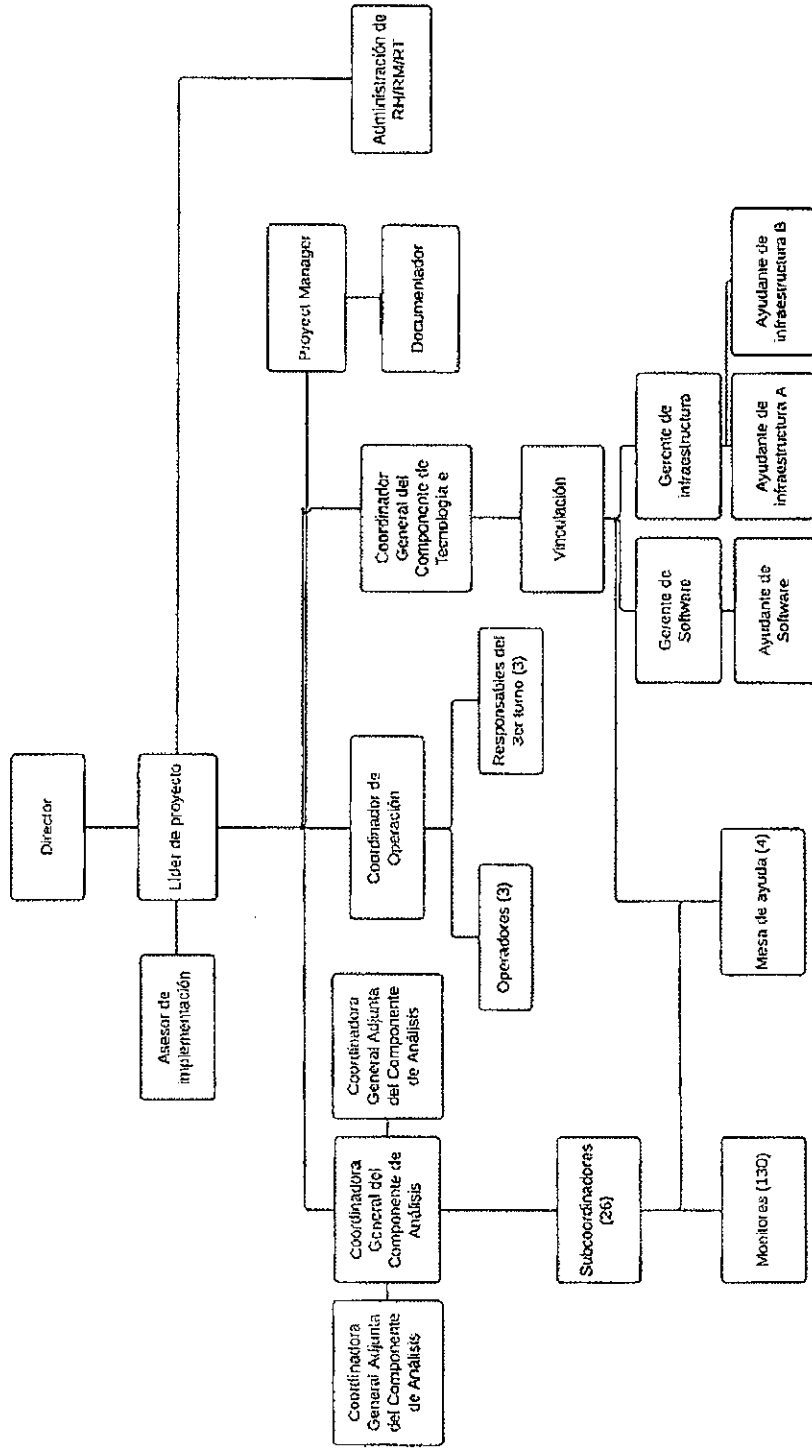 Director
Asesor de
implementación
Líder de proyecto
Administración de
RH/RM/RT
Coordinadora
General Adjunta
del Componente
de Análisis
Coordinadora
General del
Componente de
Análisis
Coordinadora
General Adjunta
del Componente
de Análisis
Coordinador de
Operación
Coordinador
General del
Componente de
Tecnología e
Proyect Manager
Documentador
Operadores (3)
Responsables del
3er turno (3)
Vinculación
Subcoordinadores
(26)
Gerente de
Software
Gerente de
infraestructura
Monitores (130)
Mesa de ayuda (4)
Ayudante de
Software
Ayudante de
infraestructura A
Ayudante de
infraestructura B